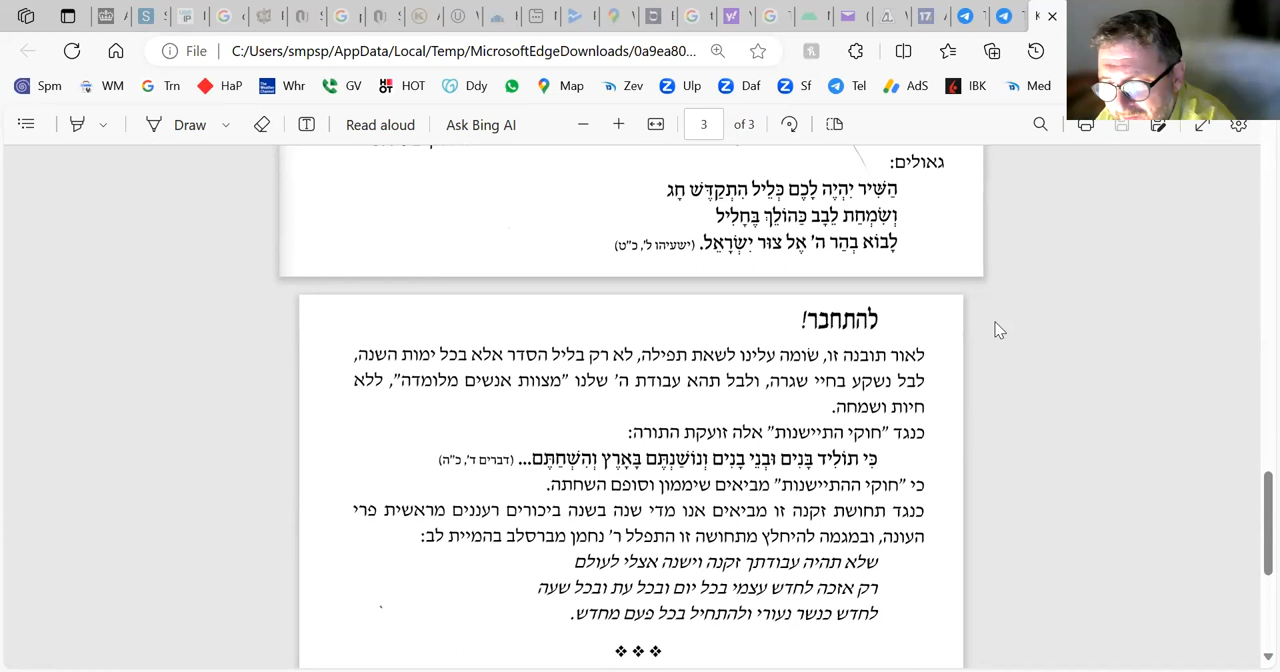 File
C:/Users/smpsp/AppData/Local/Temp/MicrosoftEdgeDownloads/0a9ea80...
Spm WM Trn HaP Whr GV HOT Ddy Map Zev Ulp Daf Sf Tel AdS IBK Med
Draw Read aloud Ask Bing AI 3 of 3
גאולים:
הַשִּׁיר יִהְיֶה לָכֶם כְּלֵיל הִתְקַדֶּשׁ חָג
וְשִׂמְחַת לֵבָב כַּהוֹלֵךְ בֶּחָלִיל
לָבוֹא בְהַר ה' אֶל צוּר יִשְׂרָאֵל. (ישעיהו ל', כ"ט)
להתחבר!
לאור תובנה זו, שׂומה עלינו לשאת תפילה, לא רק בליל הסדר אלא בכל ימות השנה,
לבל נשקע בחיי שגרה, ולבל תהא עבודת ה' שלנו "מצוות אנשים מלומדה", ללא
חיות ושמחה.
כנגד "חוקי התיישנות" אלה זועקת התורה:
כִּי תוֹלִיד בָּנִים וּבְנֵי בָנִים וְנוֹשַׁנְתֶּם בָּאָרֶץ וְהִשְׁחַתֶּם... (דברים ד', כ"ה)
כי "חוקי ההתיישנות" מביאים שיממון וסופם השחתה.
כנגד תחושת זקנה זו מביאים אנו מדי שנה בשנה ביכורים רעננים מראשית פרי
העונה, ובמגמה להיחלץ מתחושה זו התפלל ר' נחמן מברסלב בהמיית לב:
שלא תהיה עבודתך זקנה וישנה אצלי לעולם
רק אזכה לחדש עצמי בכל יום ובכל עת ובכל שעה
לחדש כנשר נעורי ולהתחיל בכל פעם מחדש.